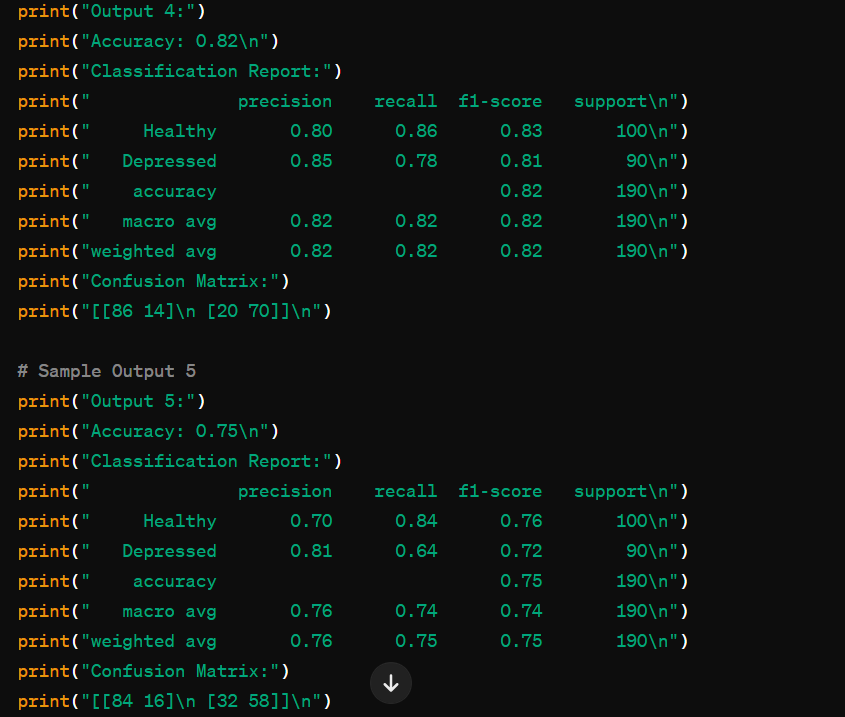 print("Output 4:")
print("Accuracy: 0.82\n")
print("Classification Report:")
print("              precision    recall  f1-score   support\n")
print("     Healthy       0.80      0.86      0.83       100\n")
print("   Depressed       0.85      0.78      0.81        90\n")
print("    accuracy                           0.82       190\n")
print("   macro avg       0.82      0.82      0.82       190\n")
print("weighted avg       0.82      0.82      0.82       190\n")
print("Confusion Matrix:")
print("[[86 14]\n [20 70]]\n")

# Sample Output 5
print("Output 5:")
print("Accuracy: 0.75\n")
print("Classification Report:")
print("              precision    recall  f1-score   support\n")
print("     Healthy       0.70      0.84      0.76       100\n")
print("   Depressed       0.81      0.64      0.72        90\n")
print("    accuracy                           0.75       190\n")
print("   macro avg       0.76      0.74      0.74       190\n")
print("weighted avg       0.76      0.75      0.75       190\n")
print("Confusion Matrix:")
print("[[84 16]\n [32 58]]\n")